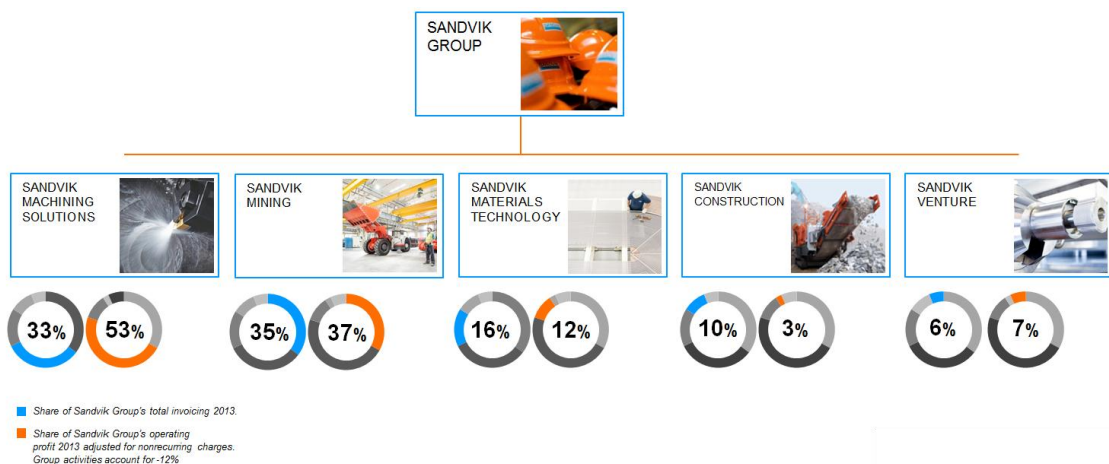 SANDVIK
GROUP
SANDVIK
MACHINING
SOLUTIONS
SANDVIK
MINING
SANDVIK
MATERIALS
TECHNOLOGY
SANDVIK
CONSTRUCTION
SANDVIK
VENTURE
33%
53%
35%
37%
16%
12%
10%
3%
6%
7%
Share of Sandvik Group's total invoicing 2013.
Share of Sandvik Group's operating
profit 2013 adjusted for nonrecurring charges.
Group activities account for -12%